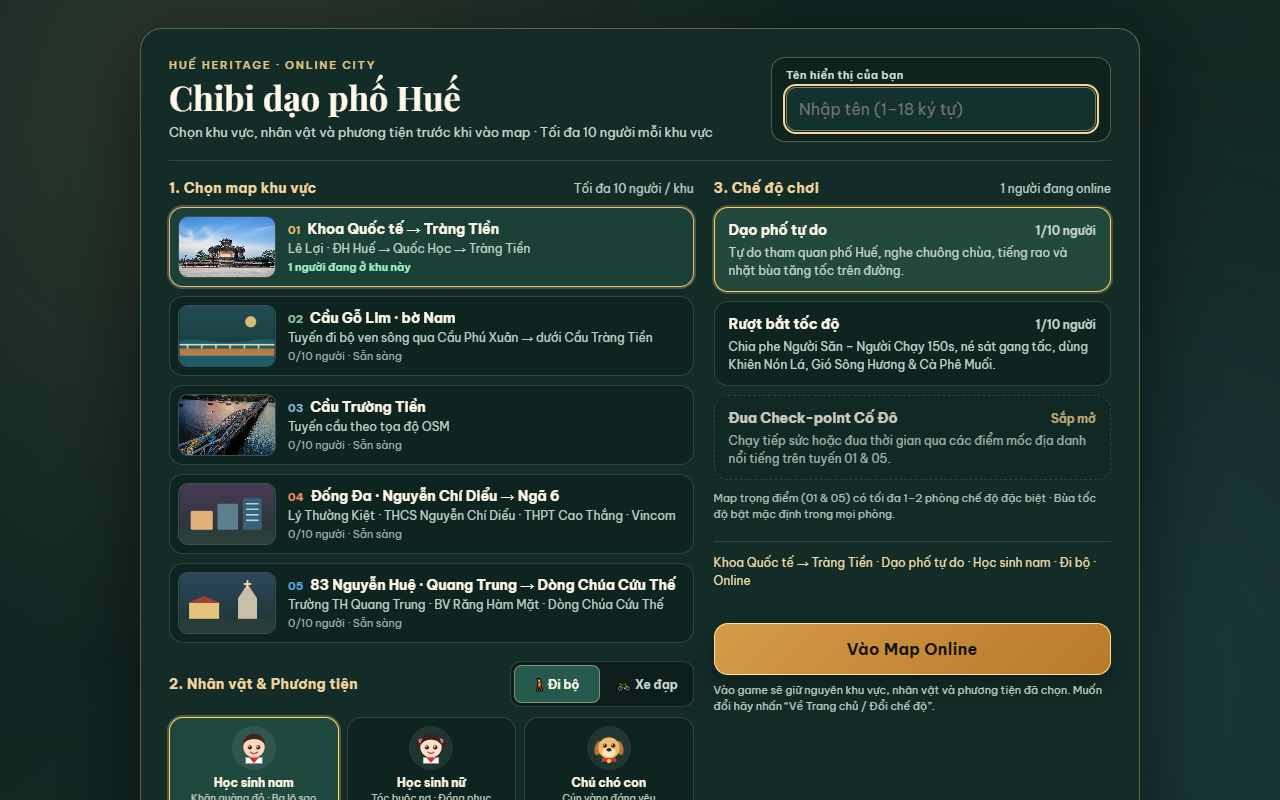 HUẾ HERITAGE · ONLINE CITY
Chibi dạo phố Huế
Chọn khu vực, nhân vật và phương tiện trước khi vào map · Tối đa 10 người mỗi khu vực
Tên hiển thị của bạn
Nhập tên (1–18 ký tự)
1. Chọn map khu vực
Tối đa 10 người / khu
01 Khoa Quốc tế → Tràng Tiền
Lê Lợi · ĐH Huế → Quốc Học → Tràng Tiền
1 người đang ở khu này
02 Cầu Gỗ Lim · bờ Nam
Tuyến đi bộ ven sông qua Cầu Phú Xuân → dưới Cầu Tràng Tiền
0/10 người · Sẵn sàng
03 Cầu Trường Tiền
Tuyến cầu theo tọa độ OSM
0/10 người · Sẵn sàng
04 Đống Đa · Nguyễn Chí Diểu → Ngã 6
Lý Thường Kiệt · THCS Nguyễn Chí Diểu · THPT Cao Thắng · Vincom
0/10 người · Sẵn sàng
05 83 Nguyễn Huệ · Quang Trung → Dòng Chúa Cứu Thế
Trường TH Quang Trung · BV Răng Hàm Mặt · Dòng Chúa Cứu Thế
0/10 người · Sẵn sàng
2. Nhân vật & Phương tiện
Đi bộ
Xe đạp
Học sinh nam
Khăn quàng đỏ · Ba lô sao
Học sinh nữ
Tóc buộc nơ · Đồng phục
Chú chó con
Cún vàng đáng yêu
3. Chế độ chơi
1 người đang online
Dạo phố tự do
1/10 người
Tự do tham quan phố Huế, nghe chuông chùa, tiếng rao và
nhặt bùa tăng tốc trên đường.
Rượt bắt tốc độ
1/10 người
Chia phe Người Săn – Người Chạy 150s, né sát gang tấc, dùng
Khiên Nón Lá, Gió Sông Hương & Cà Phê Muối.
Đua Check-point Cố Đô
Sắp mở
Chạy tiếp sức hoặc đua thời gian qua các điểm mốc địa danh
nổi tiếng trên tuyến 01 & 05.
Map trọng điểm (01 & 05) có tối đa 1–2 phòng chế độ đặc biệt · Bùa tốc
độ bật mặc định trong mọi phòng.
Khoa Quốc tế → Tràng Tiền · Dạo phố tự do · Học sinh nam · Đi bộ ·
Online
Vào Map Online
Vào game sẽ giữ nguyên khu vực, nhân vật và phương tiện đã chọn. Muốn
đổi hãy nhấn “Về Trang chủ / Đổi chế độ”.